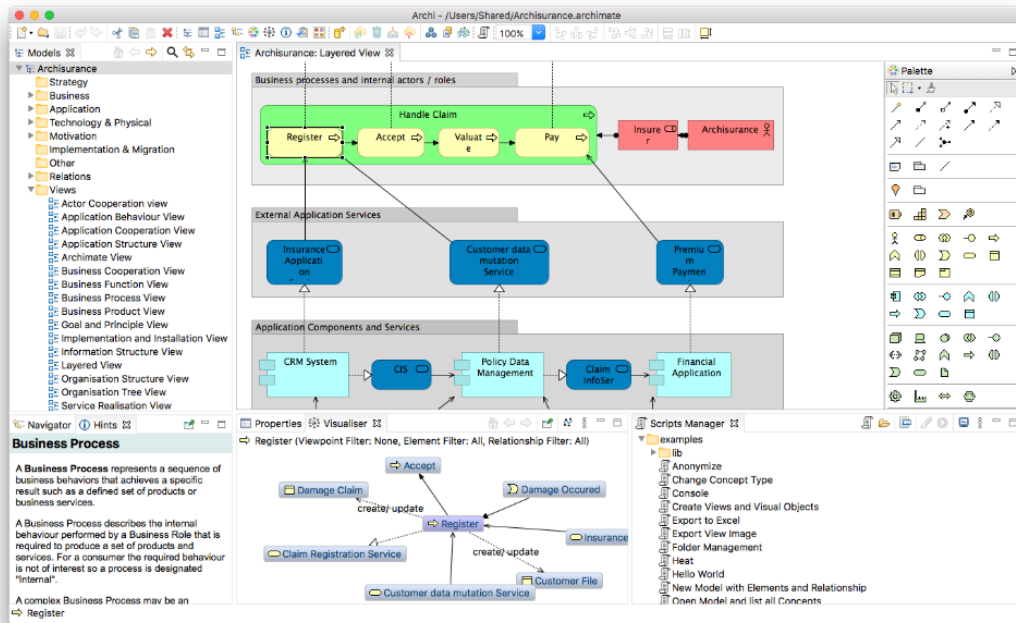 Archi - /Users/Shared/Archisurance.archimate
100%
Models
Archisurance
Strategy
Business
Application
Technology & Physical
Motivation
Implementation & Migration
Other
Relations
Views
Actor Cooperation view
Application Behaviour View
Application Cooperation View
Application Structure View
Archimate View
Business Cooperation View
Business Function View
Business Process View
Business Product View
Goal and Principle View
Implementation and Installation View
Information Structure View
Layered View
Organisation Structure View
Organisation Tree View
Service Realisation View
Archisurance: Layered View
Business processes and internal actors / roles
Handle Claim
Register
Accept
Valuat
e
Pay
Insure
r
Archisurance
External Application Services
Insurance
Applicati
on
Customer data
mutation
Service
Premiu
m
Paymen
Application Components and Services
CRM System
CIS
Policy Data
Management
Claim
InfoSer
Financial
Application
Palette
Navigator
Hints
Business Process
A Business Process represents a sequence of
business behaviors that achieves a specific
result such as a defined set of products or
business services.
A Business Process describes the internal
behaviour performed by a Business Role that is
required to produce a set of products and
services. For a consumer the required behaviour
is not of interest so a process is designated
"Internal".
A complex Business Process may be an
Properties
Visualiser
Register (Viewpoint Filter: None, Element Filter: All, Relationship Filter: All)
Accept
Damage Claim
Damage Occured
create/ update
Register
Insurance
Claim Registration Service
create/ update
Customer File
Customer data mutation Service
Scripts Manager
examples
lib
Anonymize
Change Concept Type
Console
Create Views and Visual Objects
Export to Excel
Export View Image
Folder Management
Heat
Hello World
New Model with Elements and Relationship
Open Model and list all Concepts
Register